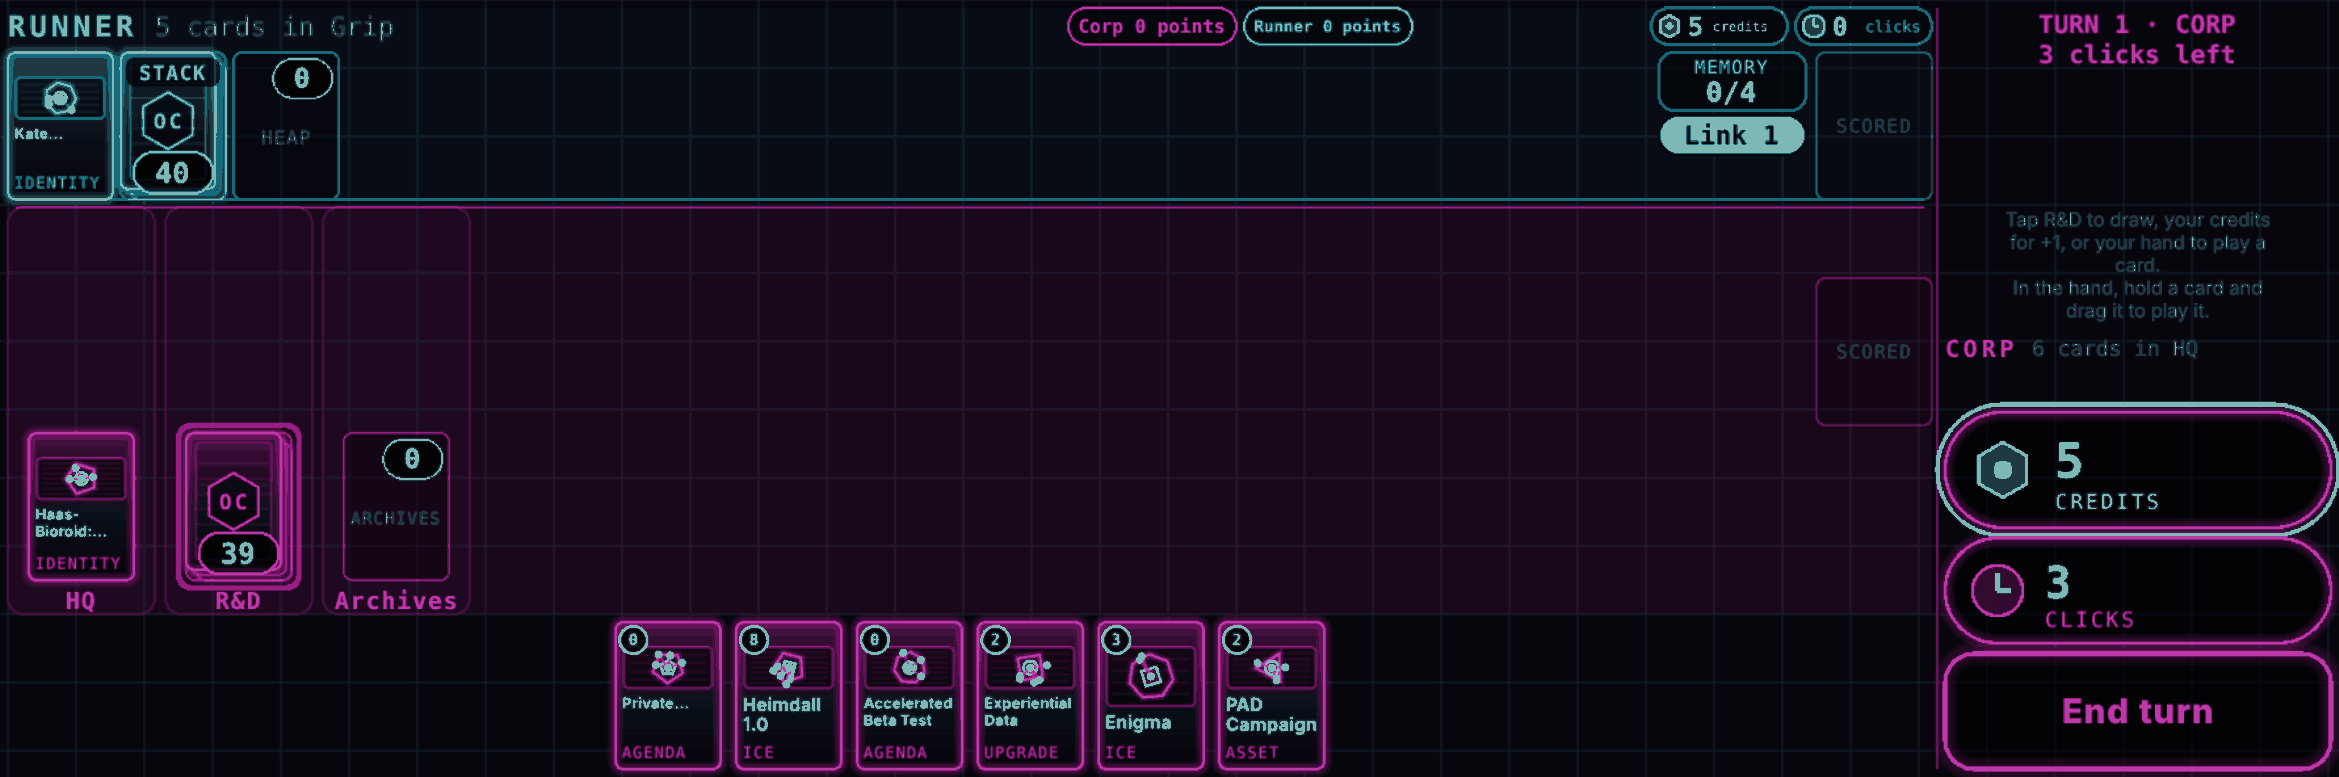 RUNNER 5 cards in Grip
Corp 0 points
Runner 0 points
5 credits
0 clicks
TURN 1 · CORP
3 clicks left
Kate...
IDENTITY
STACK
OC
40
0
HEAP
MEMORY
0/4
Link 1
SCORED
Tap R&D to draw, your credits
for +1, or your hand to play a
card.
In the hand, hold a card and
drag it to play it.
SCORED
CORP 6 cards in HQ
Haas-
Bioroid:...
IDENTITY
HQ
OC
39
R&D
0
ARCHIVES
Archives
5
CREDITS
3
CLICKS
End turn
0
Private...
AGENDA
8
Heimdall
1.0
ICE
0
Accelerated
Beta Test
AGENDA
2
Experiential
Data
UPGRADE
3
Enigma
ICE
2
PAD
Campaign
ASSET